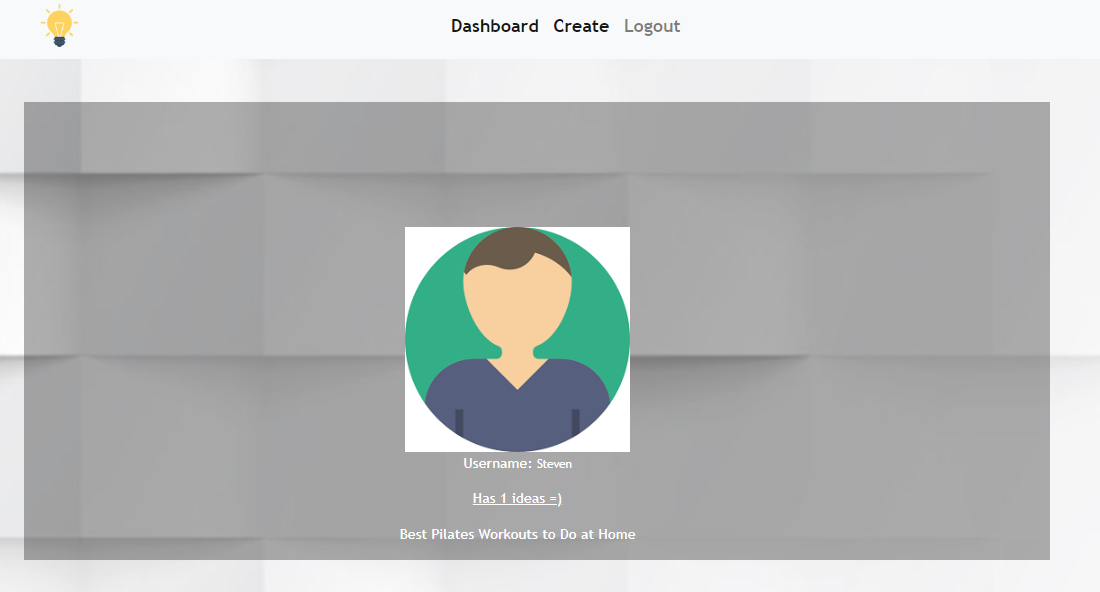 Dashboard Create Logout
Username: Steven
Has 1 ideas =)
Best Pilates Workouts to Do at Home